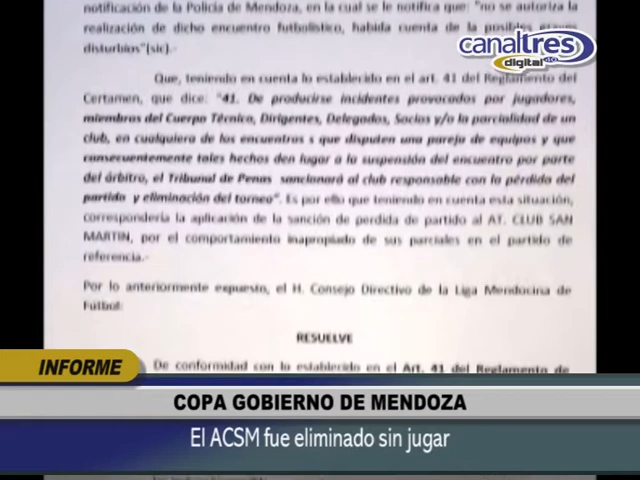 notificación de la Policía de Mendoza, en la cual se le notifica que: "no se autoriza la
realización de dicho encuentro futbolístico, habida cuenta de la posibles
disturbios"(sic).-
Que, teniendo en cuenta lo establecido en el art. 41 del Reglamento del
Certamen, que dice: "41. De producirse incidentes provocados por jugadores,
miembros del Cuerpo Técnico, Dirigentes, Delegados, Socios y/o la parcialidad de un
club, en cualquiera de los encuentros s que disputen una pareja de equipos y que
consecuentemente tales hechos den lugar a la suspensión del encuentro por parte
del árbitro, el Tribunal de Penas sancionará al club responsable con la pérdida del
partido y eliminación del torneo". Es por ello que teniendo en cuenta esta situación,
correspondería la aplicación de la sanción de perdida de partido al AT. CLUB SAN
MARTIN, por el comportamiento inapropiado de sus parciales en el partido de
referencia.-
Por lo anteriormente expuesto, el H. Consejo Directivo de la Liga Mendocina de
Fútbol:
RESUELVE
De conformidad con lo establecido en el Art. 41 del Reglamento de
canaltres
digital
INFORME
COPA GOBIERNO DE MENDOZA
El ACSM fue eliminado sin jugar